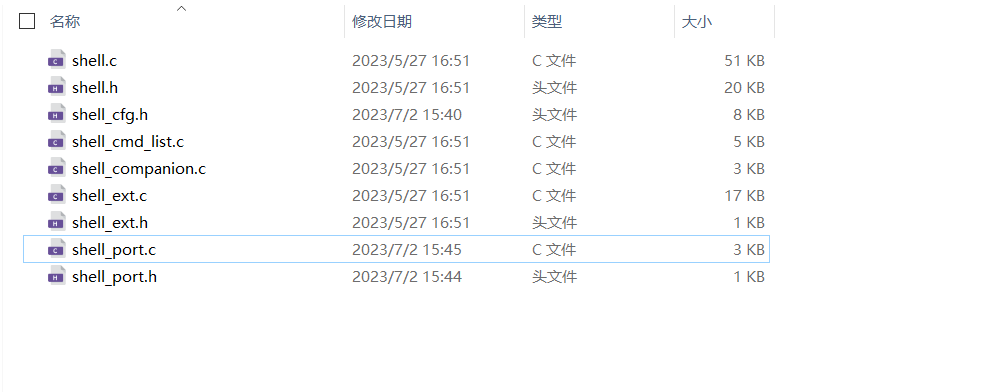 名称 修改日期 类型 大小
shell.c 2023/5/27 16:51 C 文件 51 KB
shell.h 2023/5/27 16:51 头文件 20 KB
shell_cfg.h 2023/7/2 15:40 头文件 8 KB
shell_cmd_list.c 2023/5/27 16:51 C 文件 5 KB
shell_companion.c 2023/5/27 16:51 C 文件 3 KB
shell_ext.c 2023/5/27 16:51 C 文件 17 KB
shell_ext.h 2023/5/27 16:51 头文件 1 KB
shell_port.c 2023/7/2 15:45 C 文件 3 KB
shell_port.h 2023/7/2 15:44 头文件 1 KB